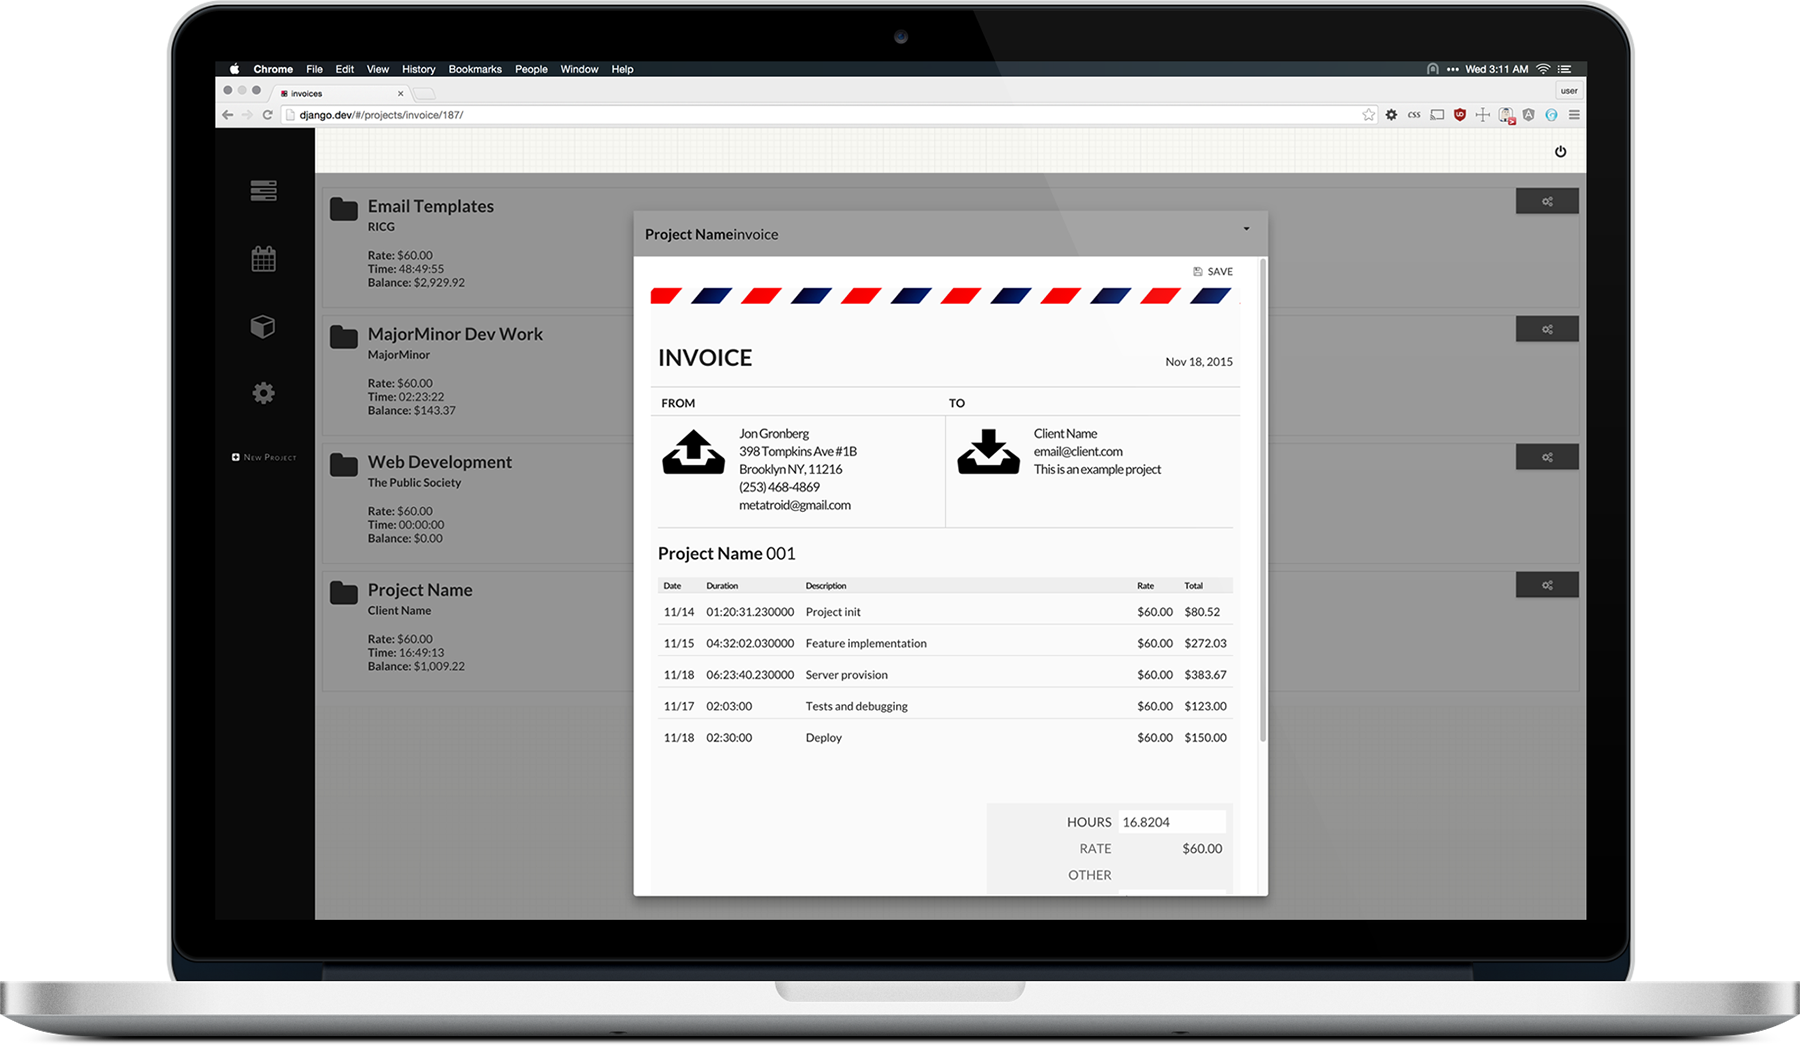 Chrome File Edit View History Bookmarks People Window Help
Wed 3:11 AM
invoices
user
django.dev/#/projects/invoice/187/
CSS
New Project
Email Templates
RICG
Rate: $60.00
Time: 48:49:55
Balance: $2,929.92
MajorMinor Dev Work
MajorMinor
Rate: $60.00
Time: 02:23:22
Balance: $143.37
Web Development
The Public Society
Rate: $60.00
Time: 00:00:00
Balance: $0.00
Project Name
Client Name
Rate: $60.00
Time: 16:49:13
Balance: $1,009.22
Project Nameinvoice
SAVE
INVOICE
Nov 18, 2015
FROM
TO
Jon Gronberg
398 Tompkins Ave #1B
Brooklyn NY, 11216
(253) 468-4869
metatroid@gmail.com
Client Name
email@client.com
This is an example project
Project Name 001
Date Duration Description Rate Total
11/14 01:20:31.230000 Project init $60.00 $80.52
11/15 04:32:02.030000 Feature implementation $60.00 $272.03
11/18 06:23:40.230000 Server provision $60.00 $383.67
11/17 02:03:00 Tests and debugging $60.00 $123.00
11/18 02:30:00 Deploy $60.00 $150.00
HOURS 16.8204
RATE $60.00
OTHER